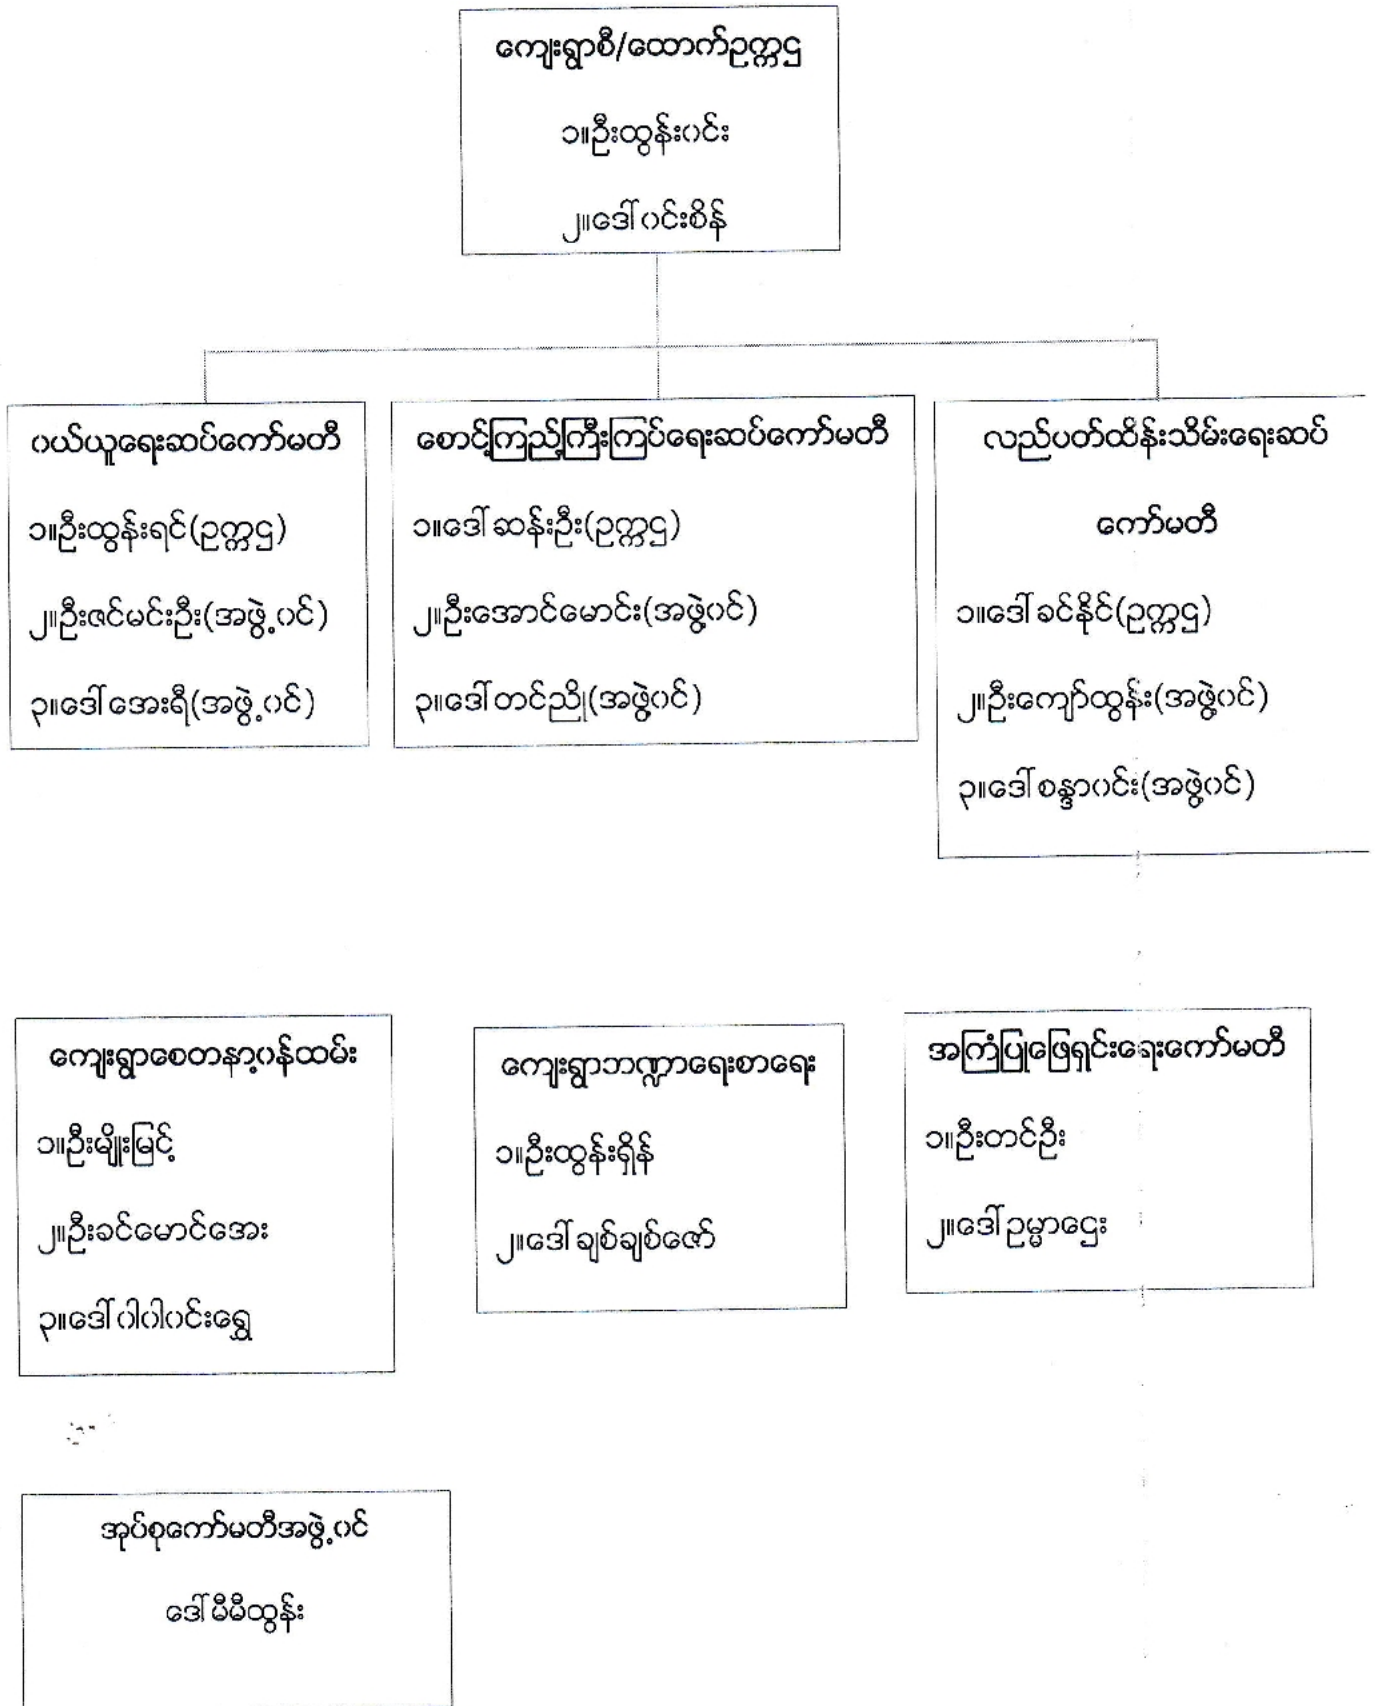 ကျေးရွာစီ/ထောက်ဥက္ကဌ
၁။ဦးထွန်းဝင်း
၂။ဒေါ်ဝင်းစိန်
ဝယ်ယူရေးဆပ်ကော်မတီ
၁။ဦးထွန်းရင်(ဥက္ကဌ)
၂။ဦးဇင်မင်းဦး(အဖွဲ့ဝင်)
၃။ဒေါ်အေးရီ(အဖွဲ့ဝင်)
စောင့်ကြည့်ကြီးကြပ်ရေးဆပ်ကော်မတီ
၁။ဒေါ်ဆန်းဦး(ဥက္ကဌ)
၂။ဦးအောင်မောင်း(အဖွဲ့ဝင်)
၃။ဒေါ်တင်ညို(အဖွဲ့ဝင်)
လည်ပတ်ထိန်းသိမ်းရေးဆပ်
ကော်မတီ
၁။ဒေါ်ခင်နိုင်(ဥက္ကဌ)
၂။ဦးကျော်ထွန်း(အဖွဲ့ဝင်)
၃။ဒေါ်စန္ဒာဝင်း(အဖွဲ့ဝင်)
ကျေးရွာစေတနာ့ဝန်ထမ်း
၁။ဦးမျိုးမြင့်
၂။ဦးခင်မောင်အေး
၃။ဒေါ်ဝါဝါဝင်းရွှေ
ကျေးရွာဘဏ္ဍာရေးစာရေး
၁။ဦးထွန်းရှိန်
၂။ဒေါ်ချစ်ချစ်ဇော်
အကြံပြုဖြေရှင်းရေးကော်မတီ
၁။ဦးတင်ဦး
၂။ဒေါ်ဥမ္မာဌေး
အုပ်စုကော်မတီအဖွဲ့ဝင်
ဒေါ်မီမီထွန်း